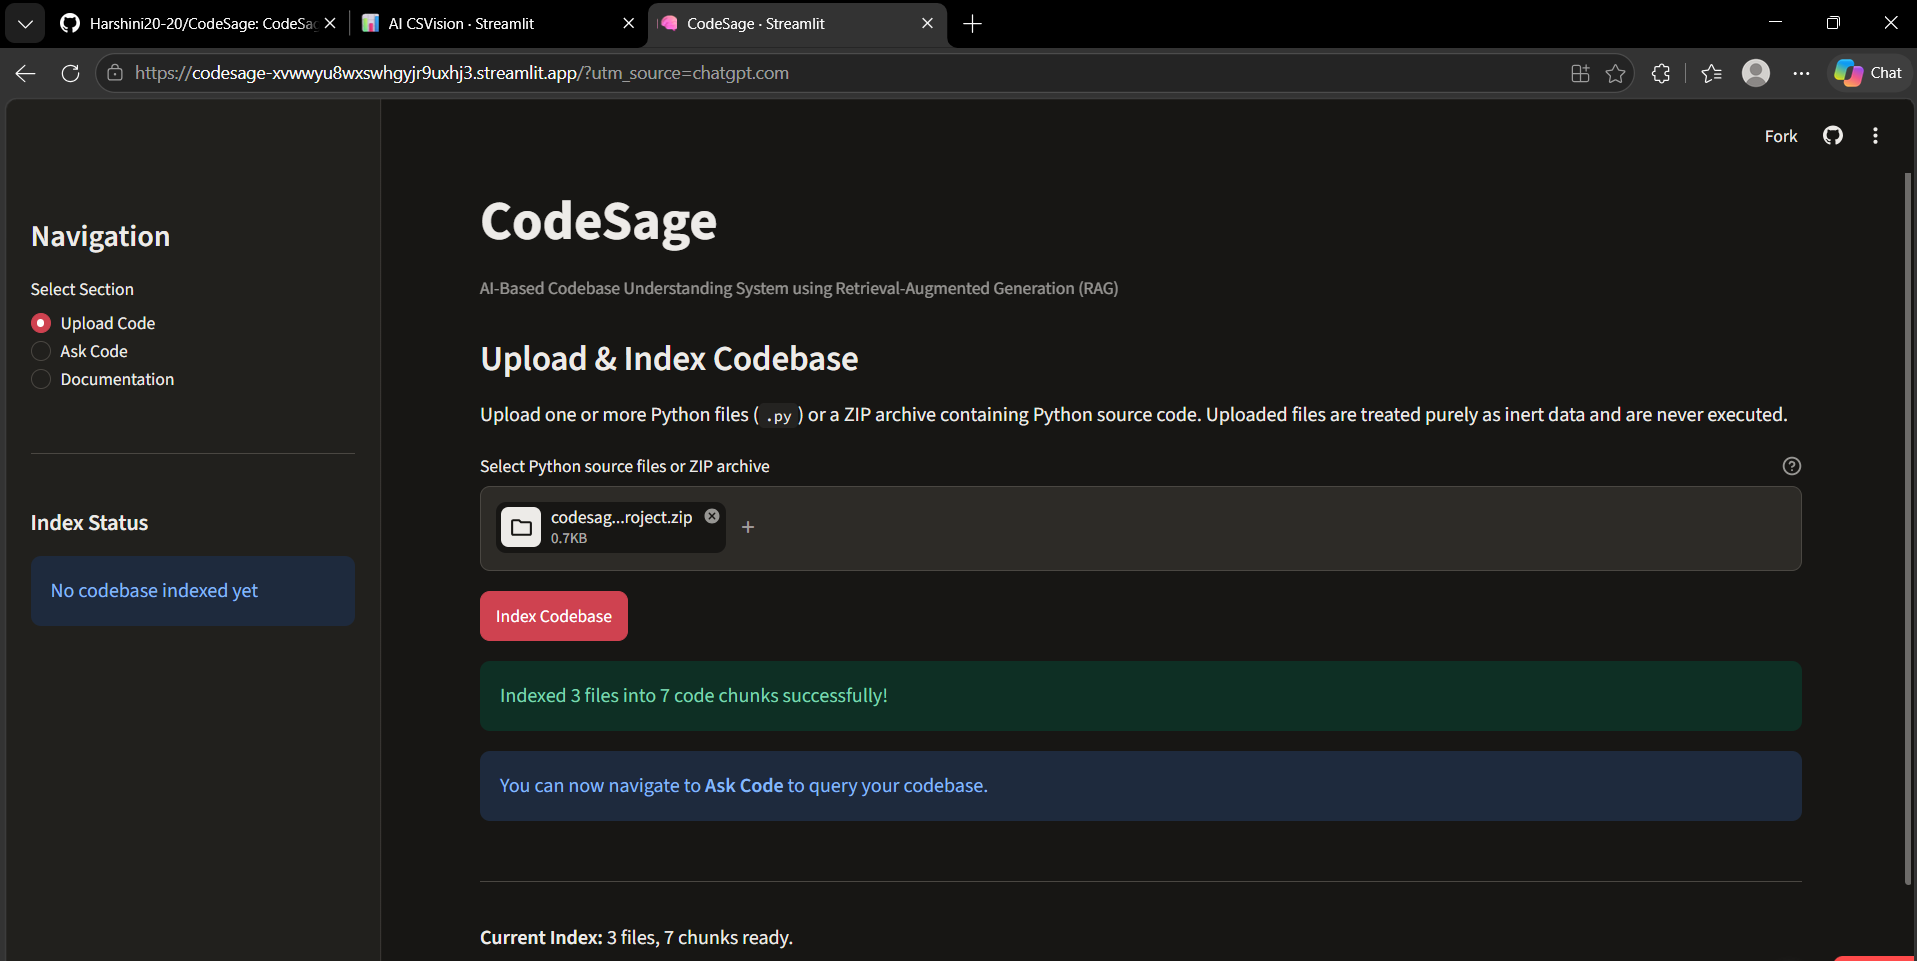 Harshini20-20/CodeSage: CodeSa
AI CSVision · Streamlit
CodeSage · Streamlit
https://codesage-xvwwyu8wxswhgyjr9uxhj3.streamlit.app/?utm_source=chatgpt.com
Chat
Fork
Navigation
Select Section
Upload Code
Ask Code
Documentation
Index Status
No codebase indexed yet
CodeSage
AI-Based Codebase Understanding System using Retrieval-Augmented Generation (RAG)
Upload & Index Codebase
Upload one or more Python files ( .py ) or a ZIP archive containing Python source code. Uploaded files are treated purely as inert data and are never executed.
Select Python source files or ZIP archive
codesag...roject.zip
0.7KB
Index Codebase
Indexed 3 files into 7 code chunks successfully!
You can now navigate to Ask Code to query your codebase.
Current Index: 3 files, 7 chunks ready.